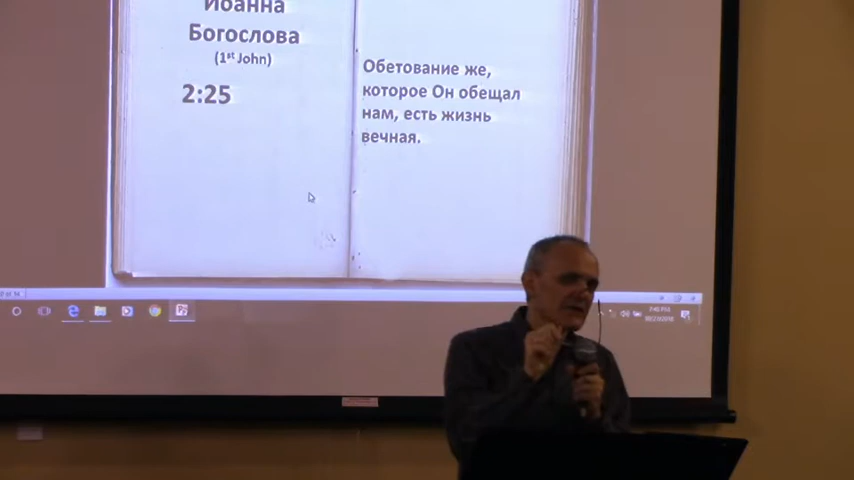 Иоанна
Богослова
(1st John)
2:25
Обетование же,
которое Он обещал
нам, есть жизнь
вечная.